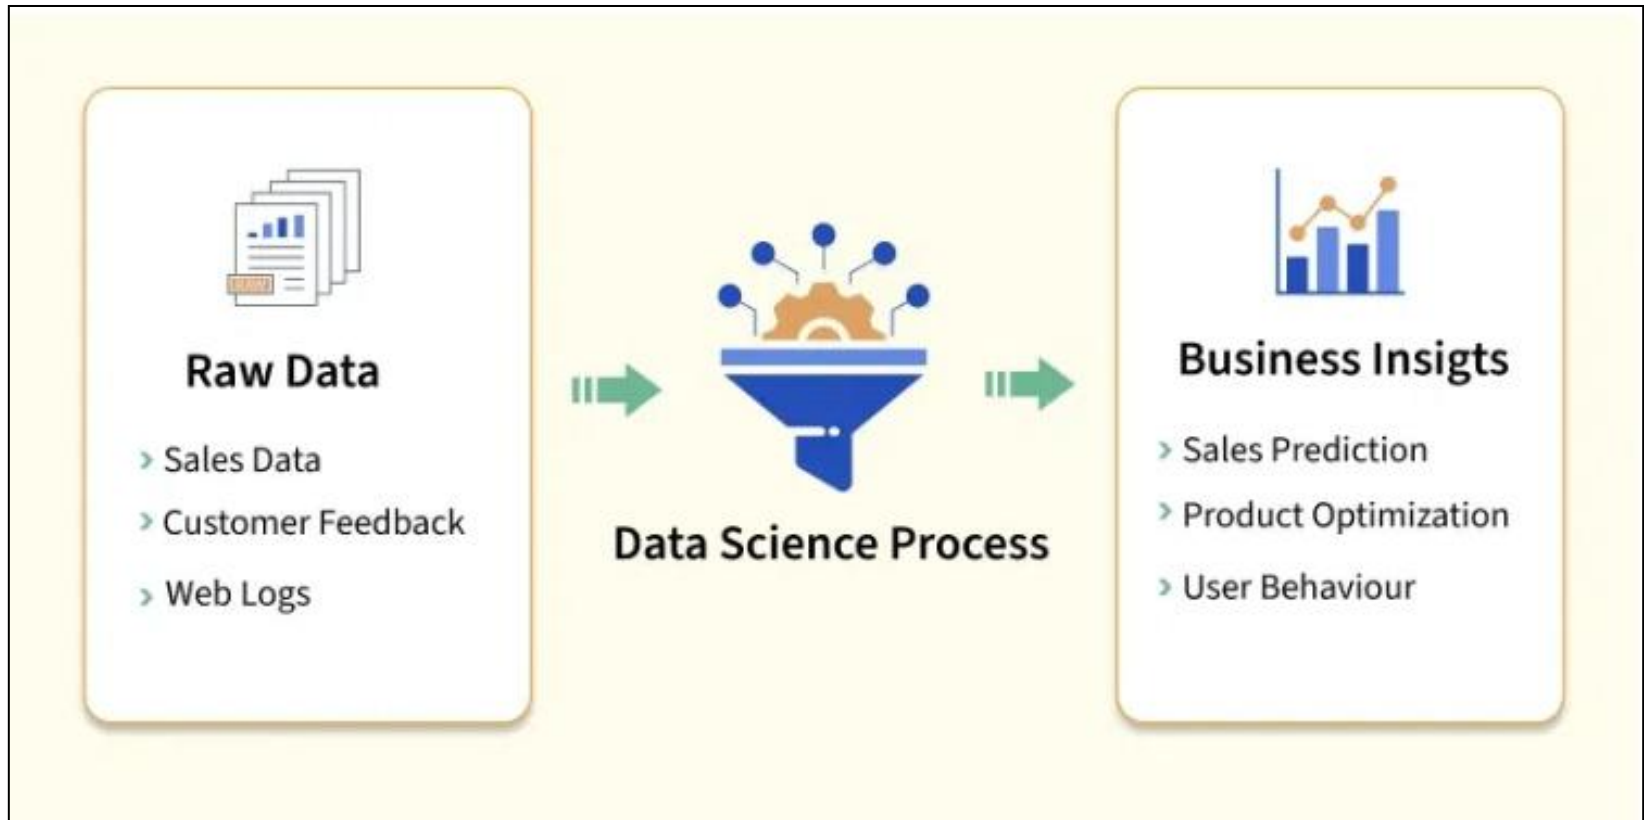 RAW
Raw Data
Sales Data
Customer Feedback
Web Logs
Data Science Process
Business Insigts
Sales Prediction
Product Optimization
User Behaviour